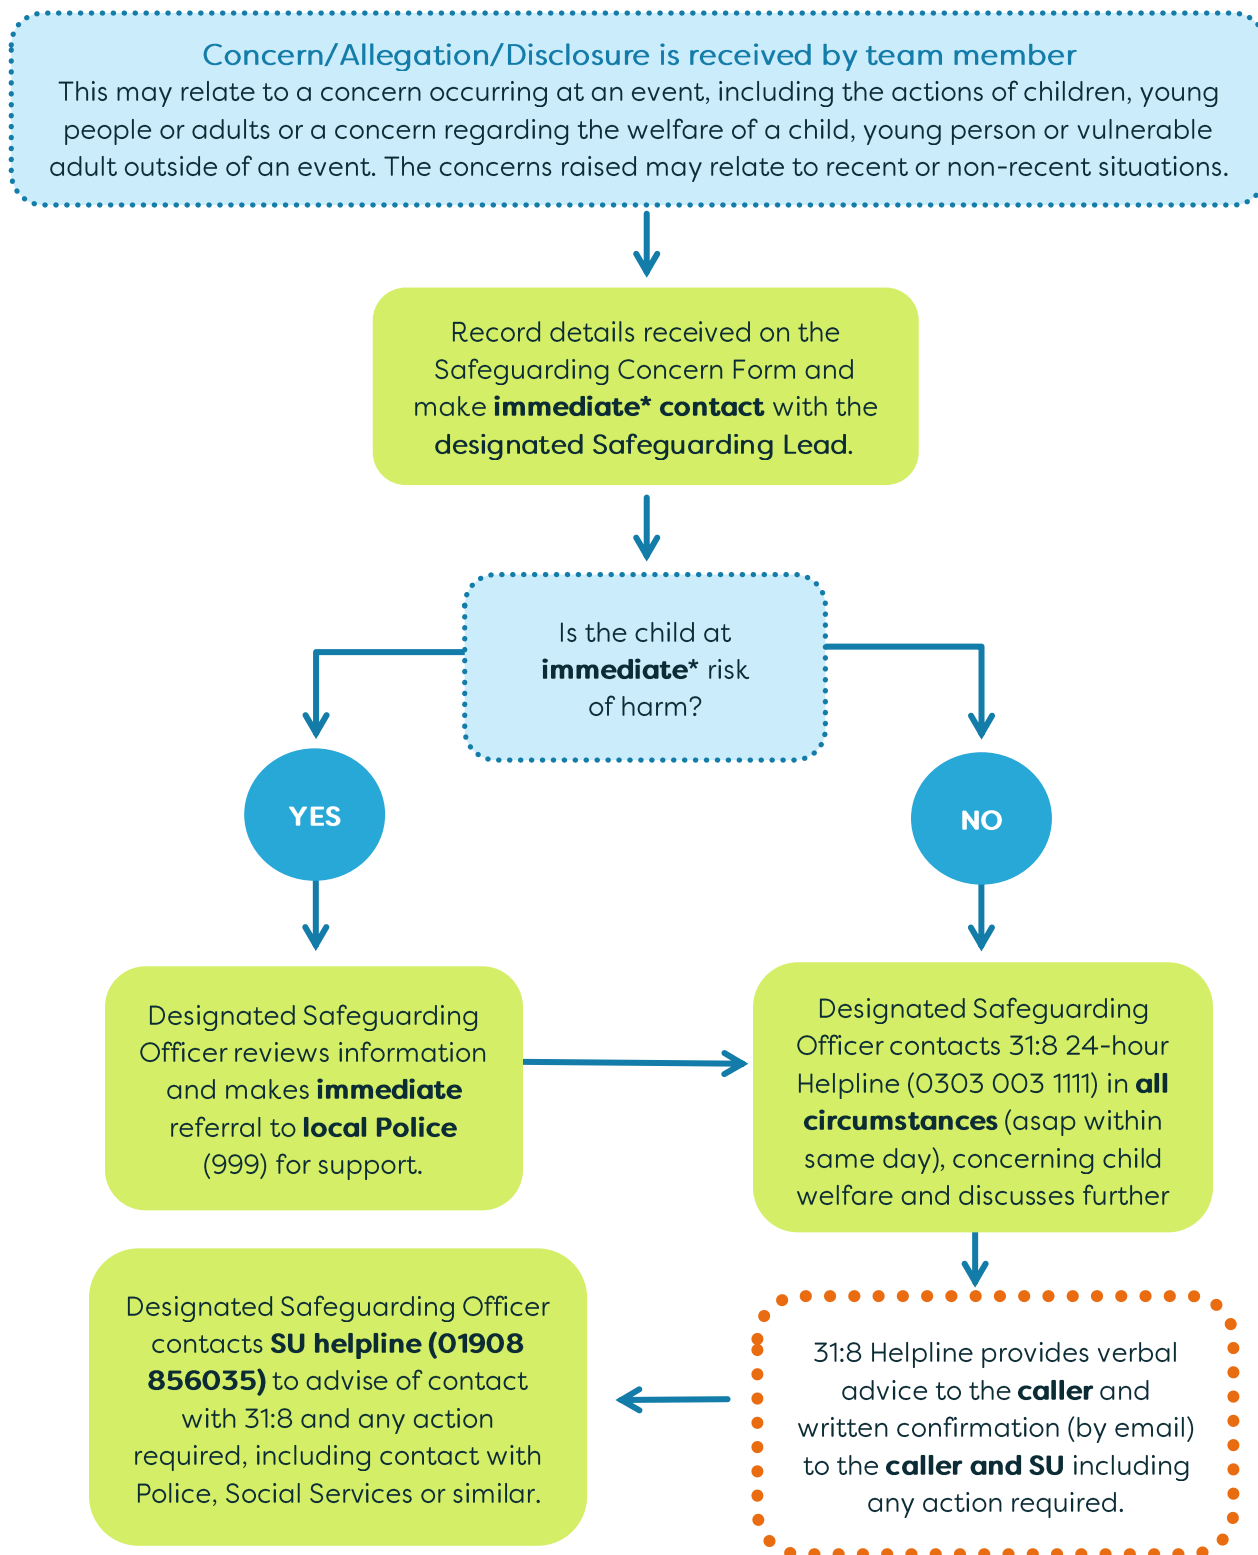 Concern/Allegation/Disclosure is received by team member
This may relate to a concern occurring at an event, including the actions of children, young
people or adults or a concern regarding the welfare of a child, young person or vulnerable
adult outside of an event. The concerns raised may relate to recent or non-recent situations.
Record details received on the
Safeguarding Concern Form and
make immediate* contact with the
designated Safeguarding Lead.
Is the child at
immediate* risk
of harm?
YES
NO
Designated Safeguarding
Officer reviews information
and makes immediate
referral to local Police
(999) for support.
Designated Safeguarding
Officer contacts 31:8 24-hour
Helpline (0303 003 1111) in all
circumstances (asap within
same day), concerning child
welfare and discusses further
31:8 Helpline provides verbal
advice to the caller and
written confirmation (by email)
to the caller and SU including
any action required.
Designated Safeguarding Officer
contacts SU helpline (01908
856035) to advise of contact
with 31:8 and any action
required, including contact with
Police, Social Services or similar.